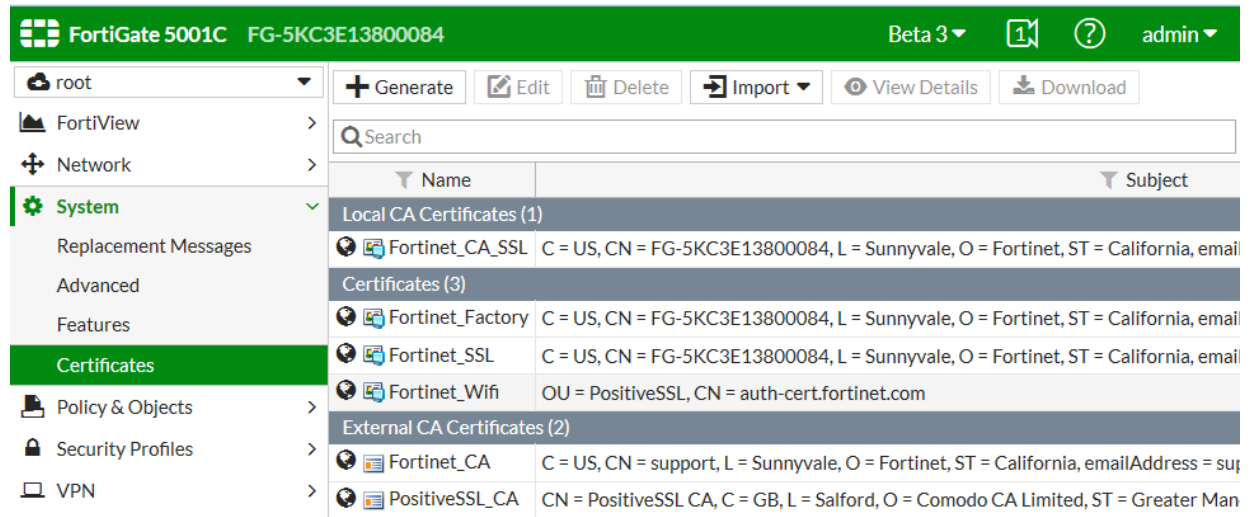 FortiGate 5001C FG-5KC3E13800084 Beta 3 1 ? admin
root
Generate Edit Delete Import View Details Download
FortiView
Search
Network
Name Subject
System
Local CA Certificates (1)
Replacement Messages
Fortinet_CA_SSL C = US, CN = FG-5KC3E13800084, L = Sunnyvale, O = Fortinet, ST = California, email
Advanced
Certificates (3)
Features
Fortinet_Factory C = US, CN = FG-5KC3E13800084, L = Sunnyvale, O = Fortinet, ST = California, email
Fortinet_SSL C = US, CN = FG-5KC3E13800084, L = Sunnyvale, O = Fortinet, ST = California, email
Certificates
Fortinet_Wifi OU = PositiveSSL, CN = auth-cert.fortinet.com
Policy & Objects
External CA Certificates (2)
Security Profiles
Fortinet_CA C = US, CN = support, L = Sunnyvale, O = Fortinet, ST = California, emailAddress = sup
VPN
PositiveSSL_CA CN = PositiveSSL CA, C = GB, L = Salford, O = Comodo CA Limited, ST = Greater Man